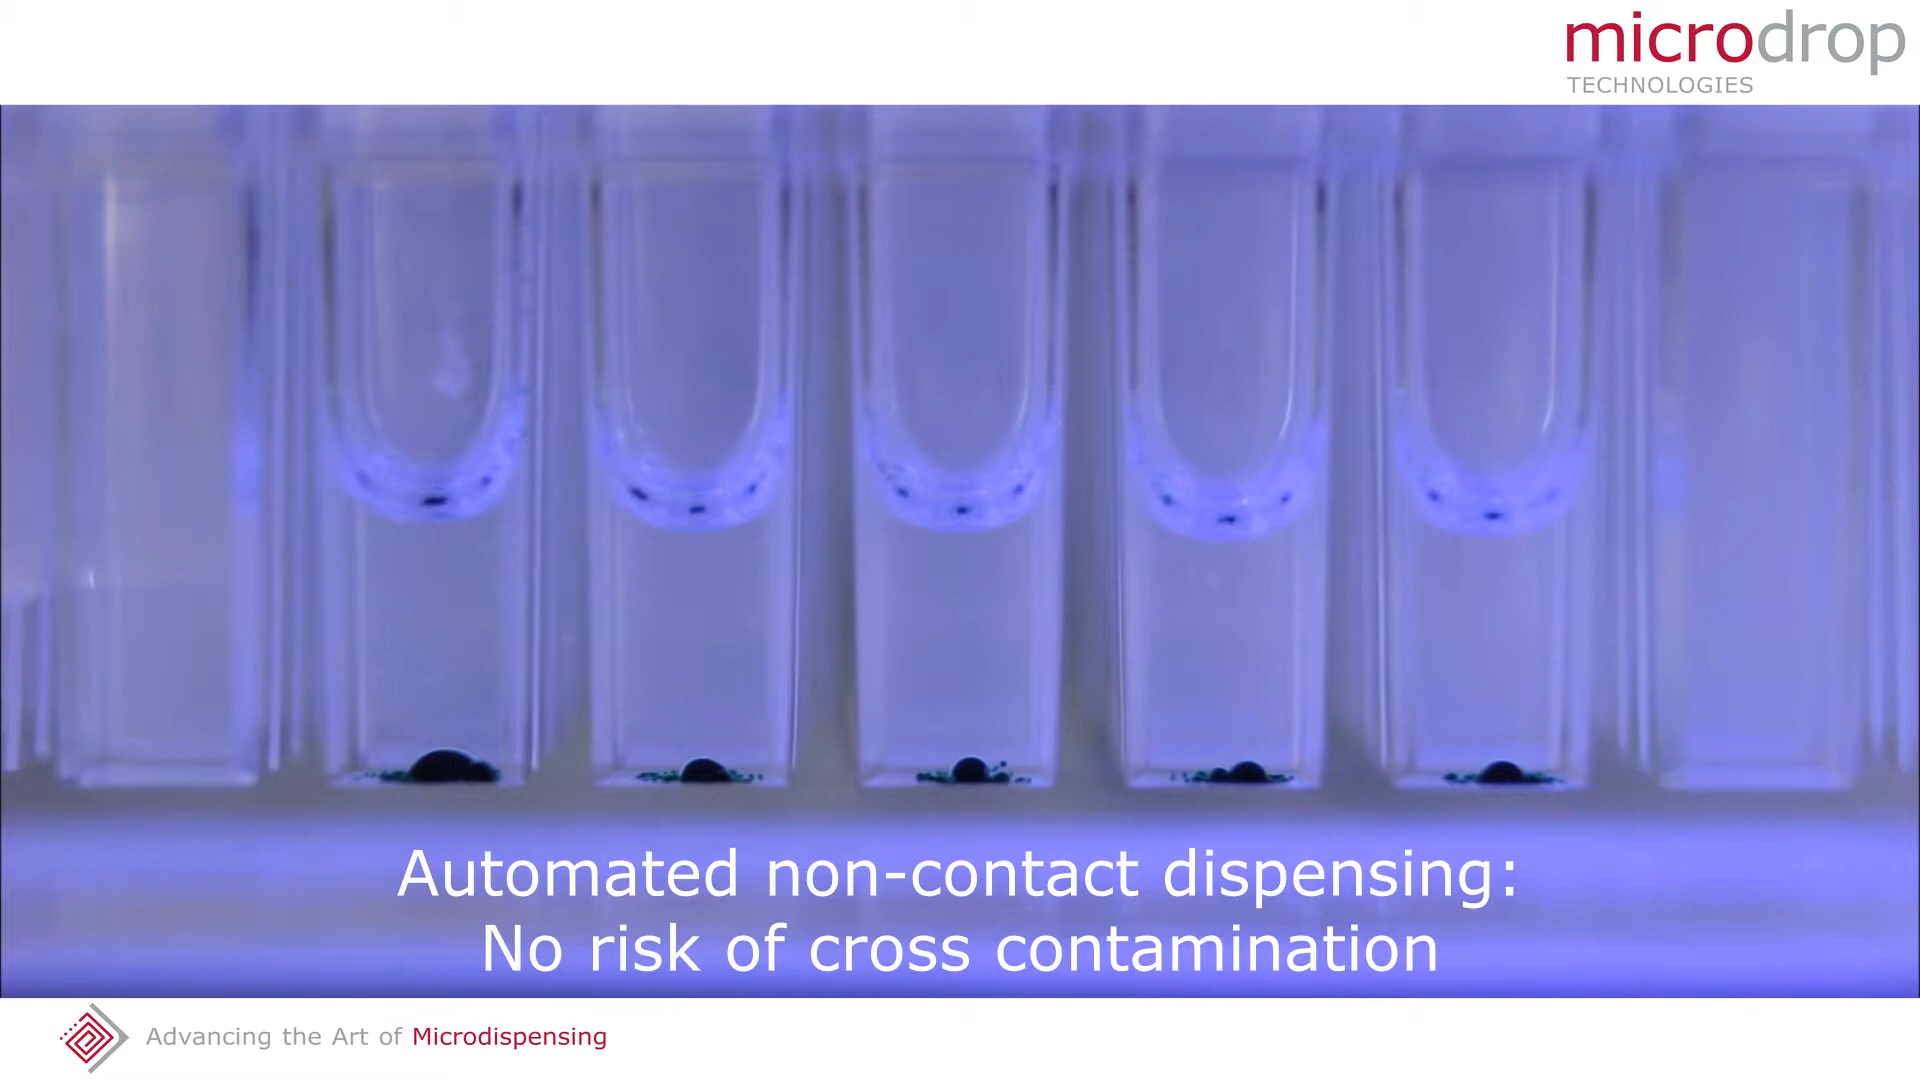 microdrop
TECHNOLOGIES
Automated non-contact dispensing:
No risk of cross contamination
Advancing the Art of Microdispensing